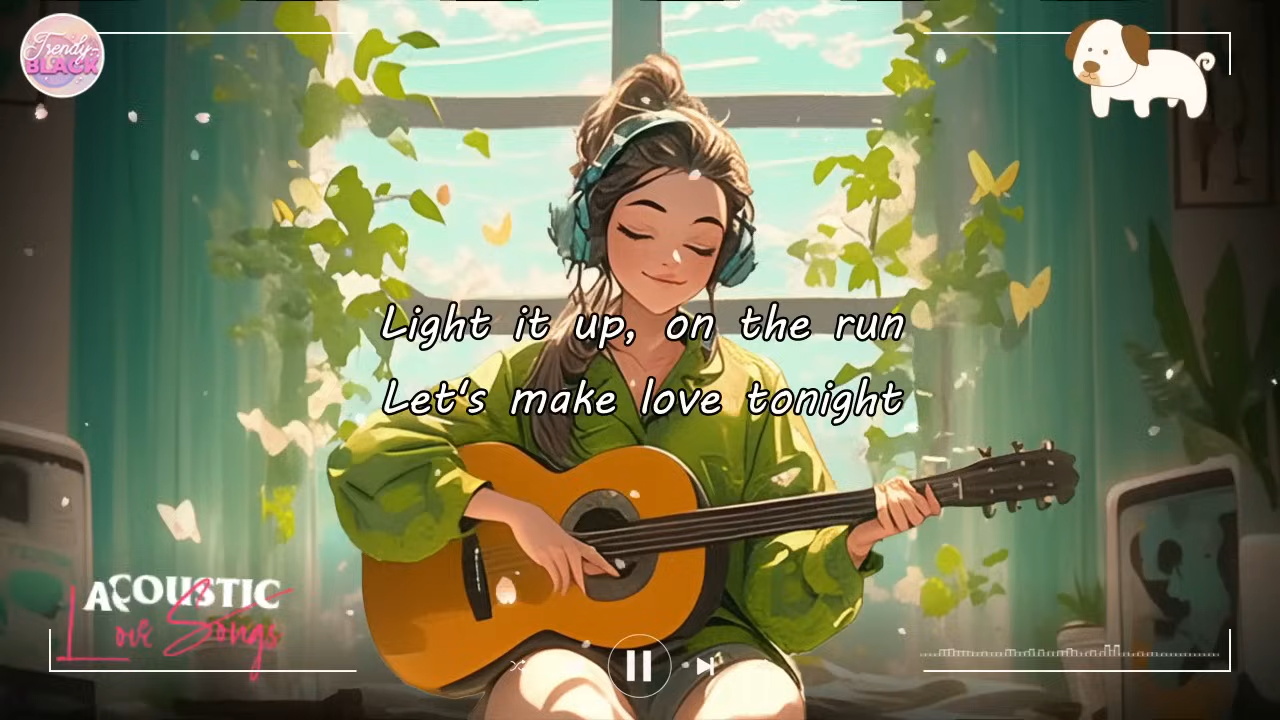 Trendy-
BLACK
Light it up, on the run
Let's make love tonight
ACOUSTIC
Love Songs